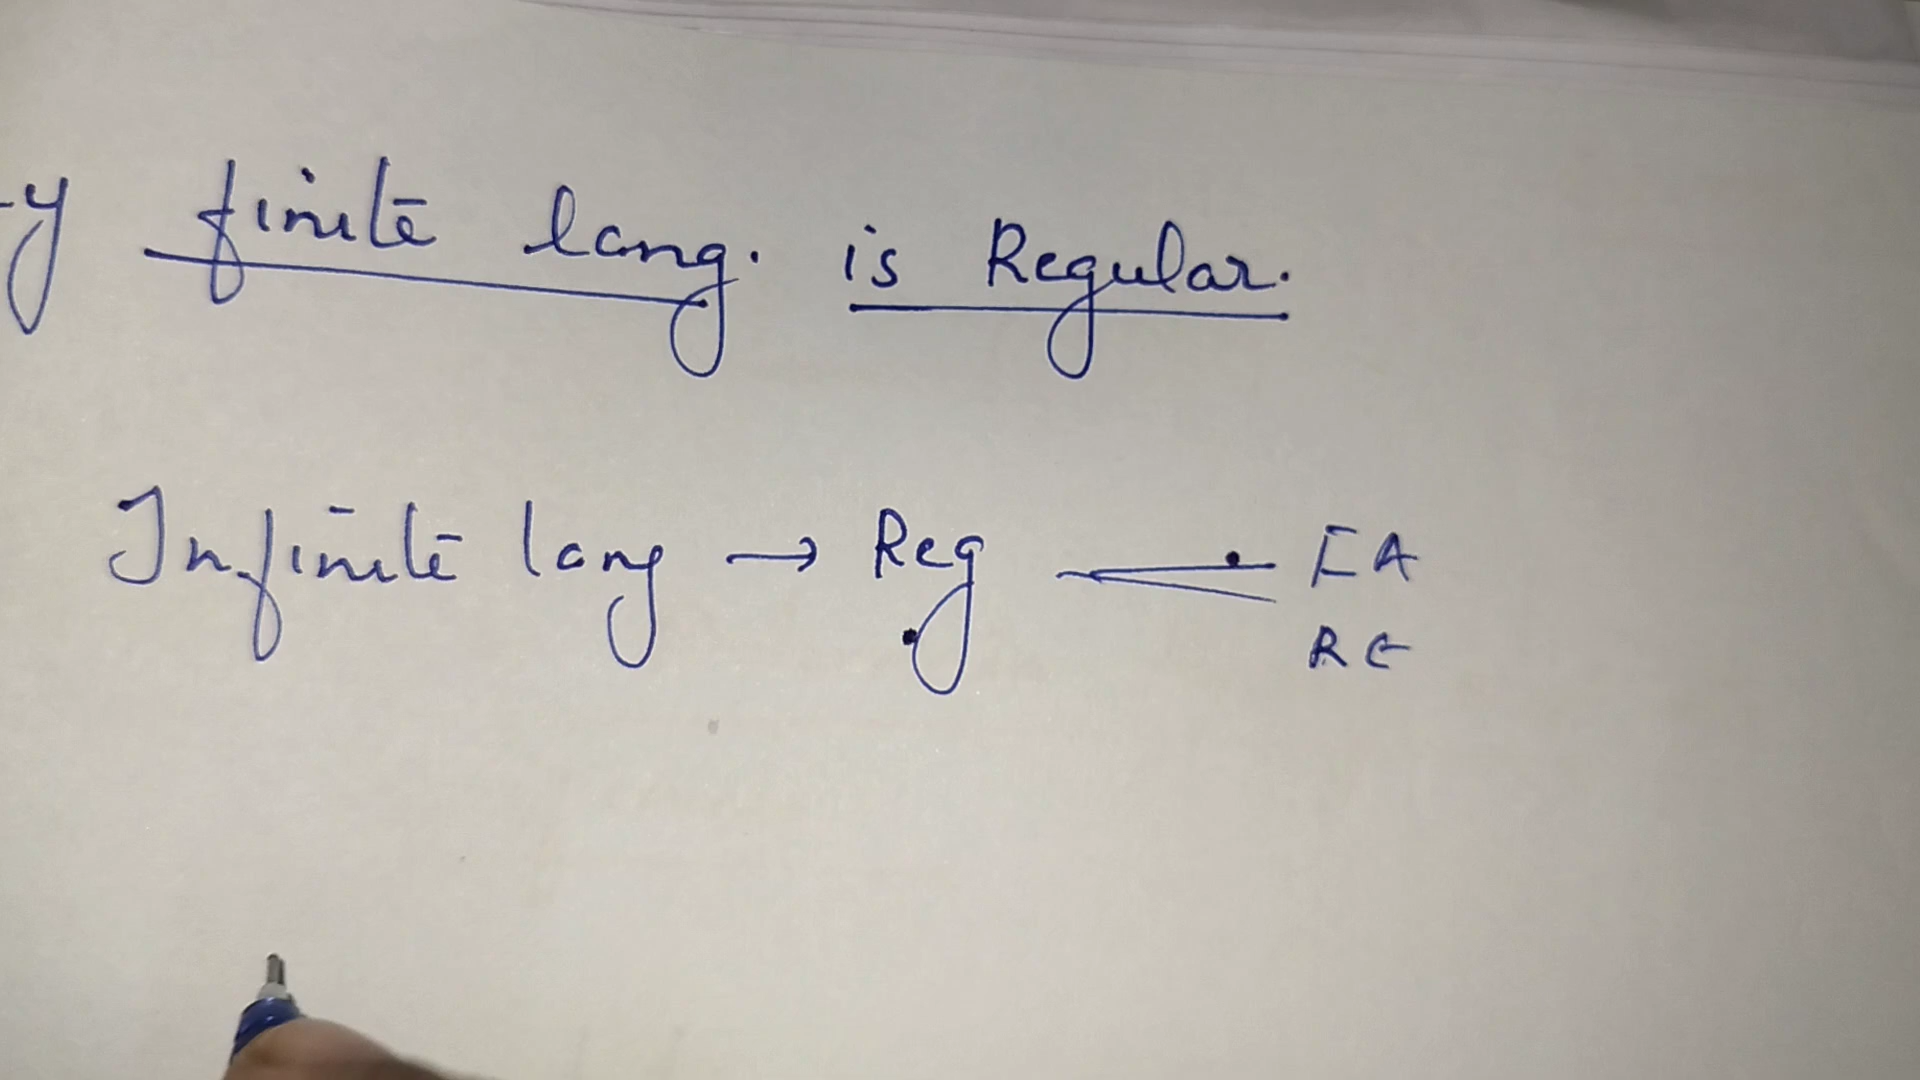 y finite lang. is Regular.
Infinite lang → Reg FA
RE